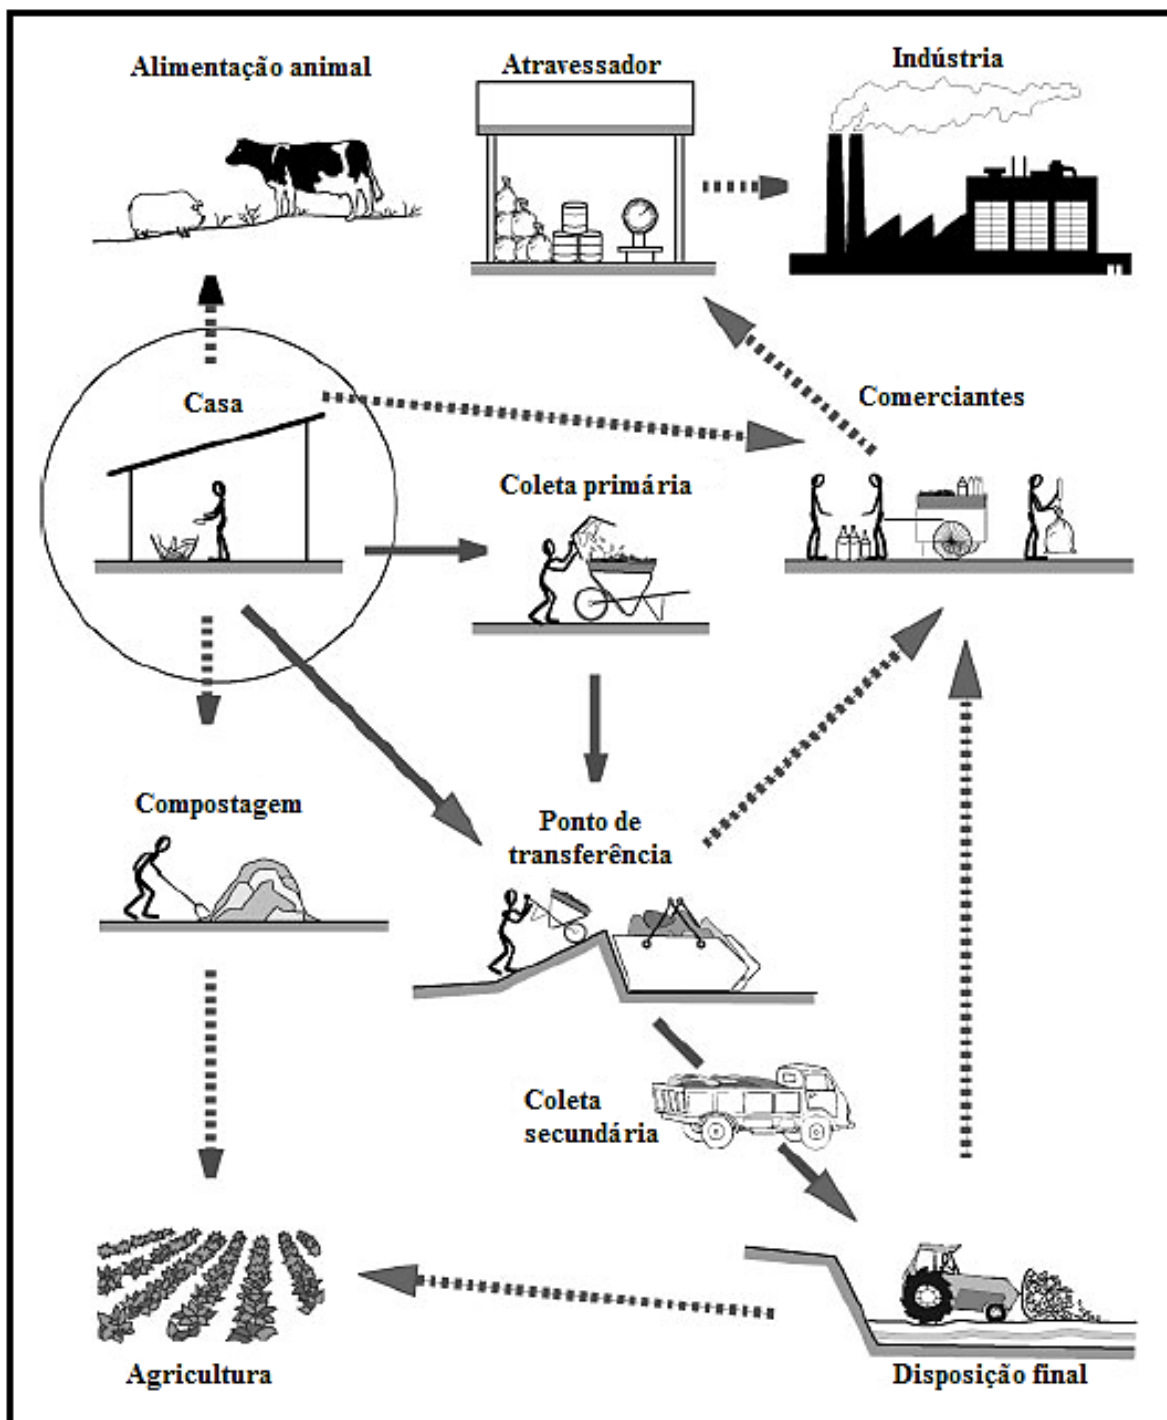 Alimentação animal
Atravessador
Indústria
Casa
Comerciantes
Coleta primária
Compostagem
Ponto de
transferência
Coleta
secundária
Agricultura
Disposição final